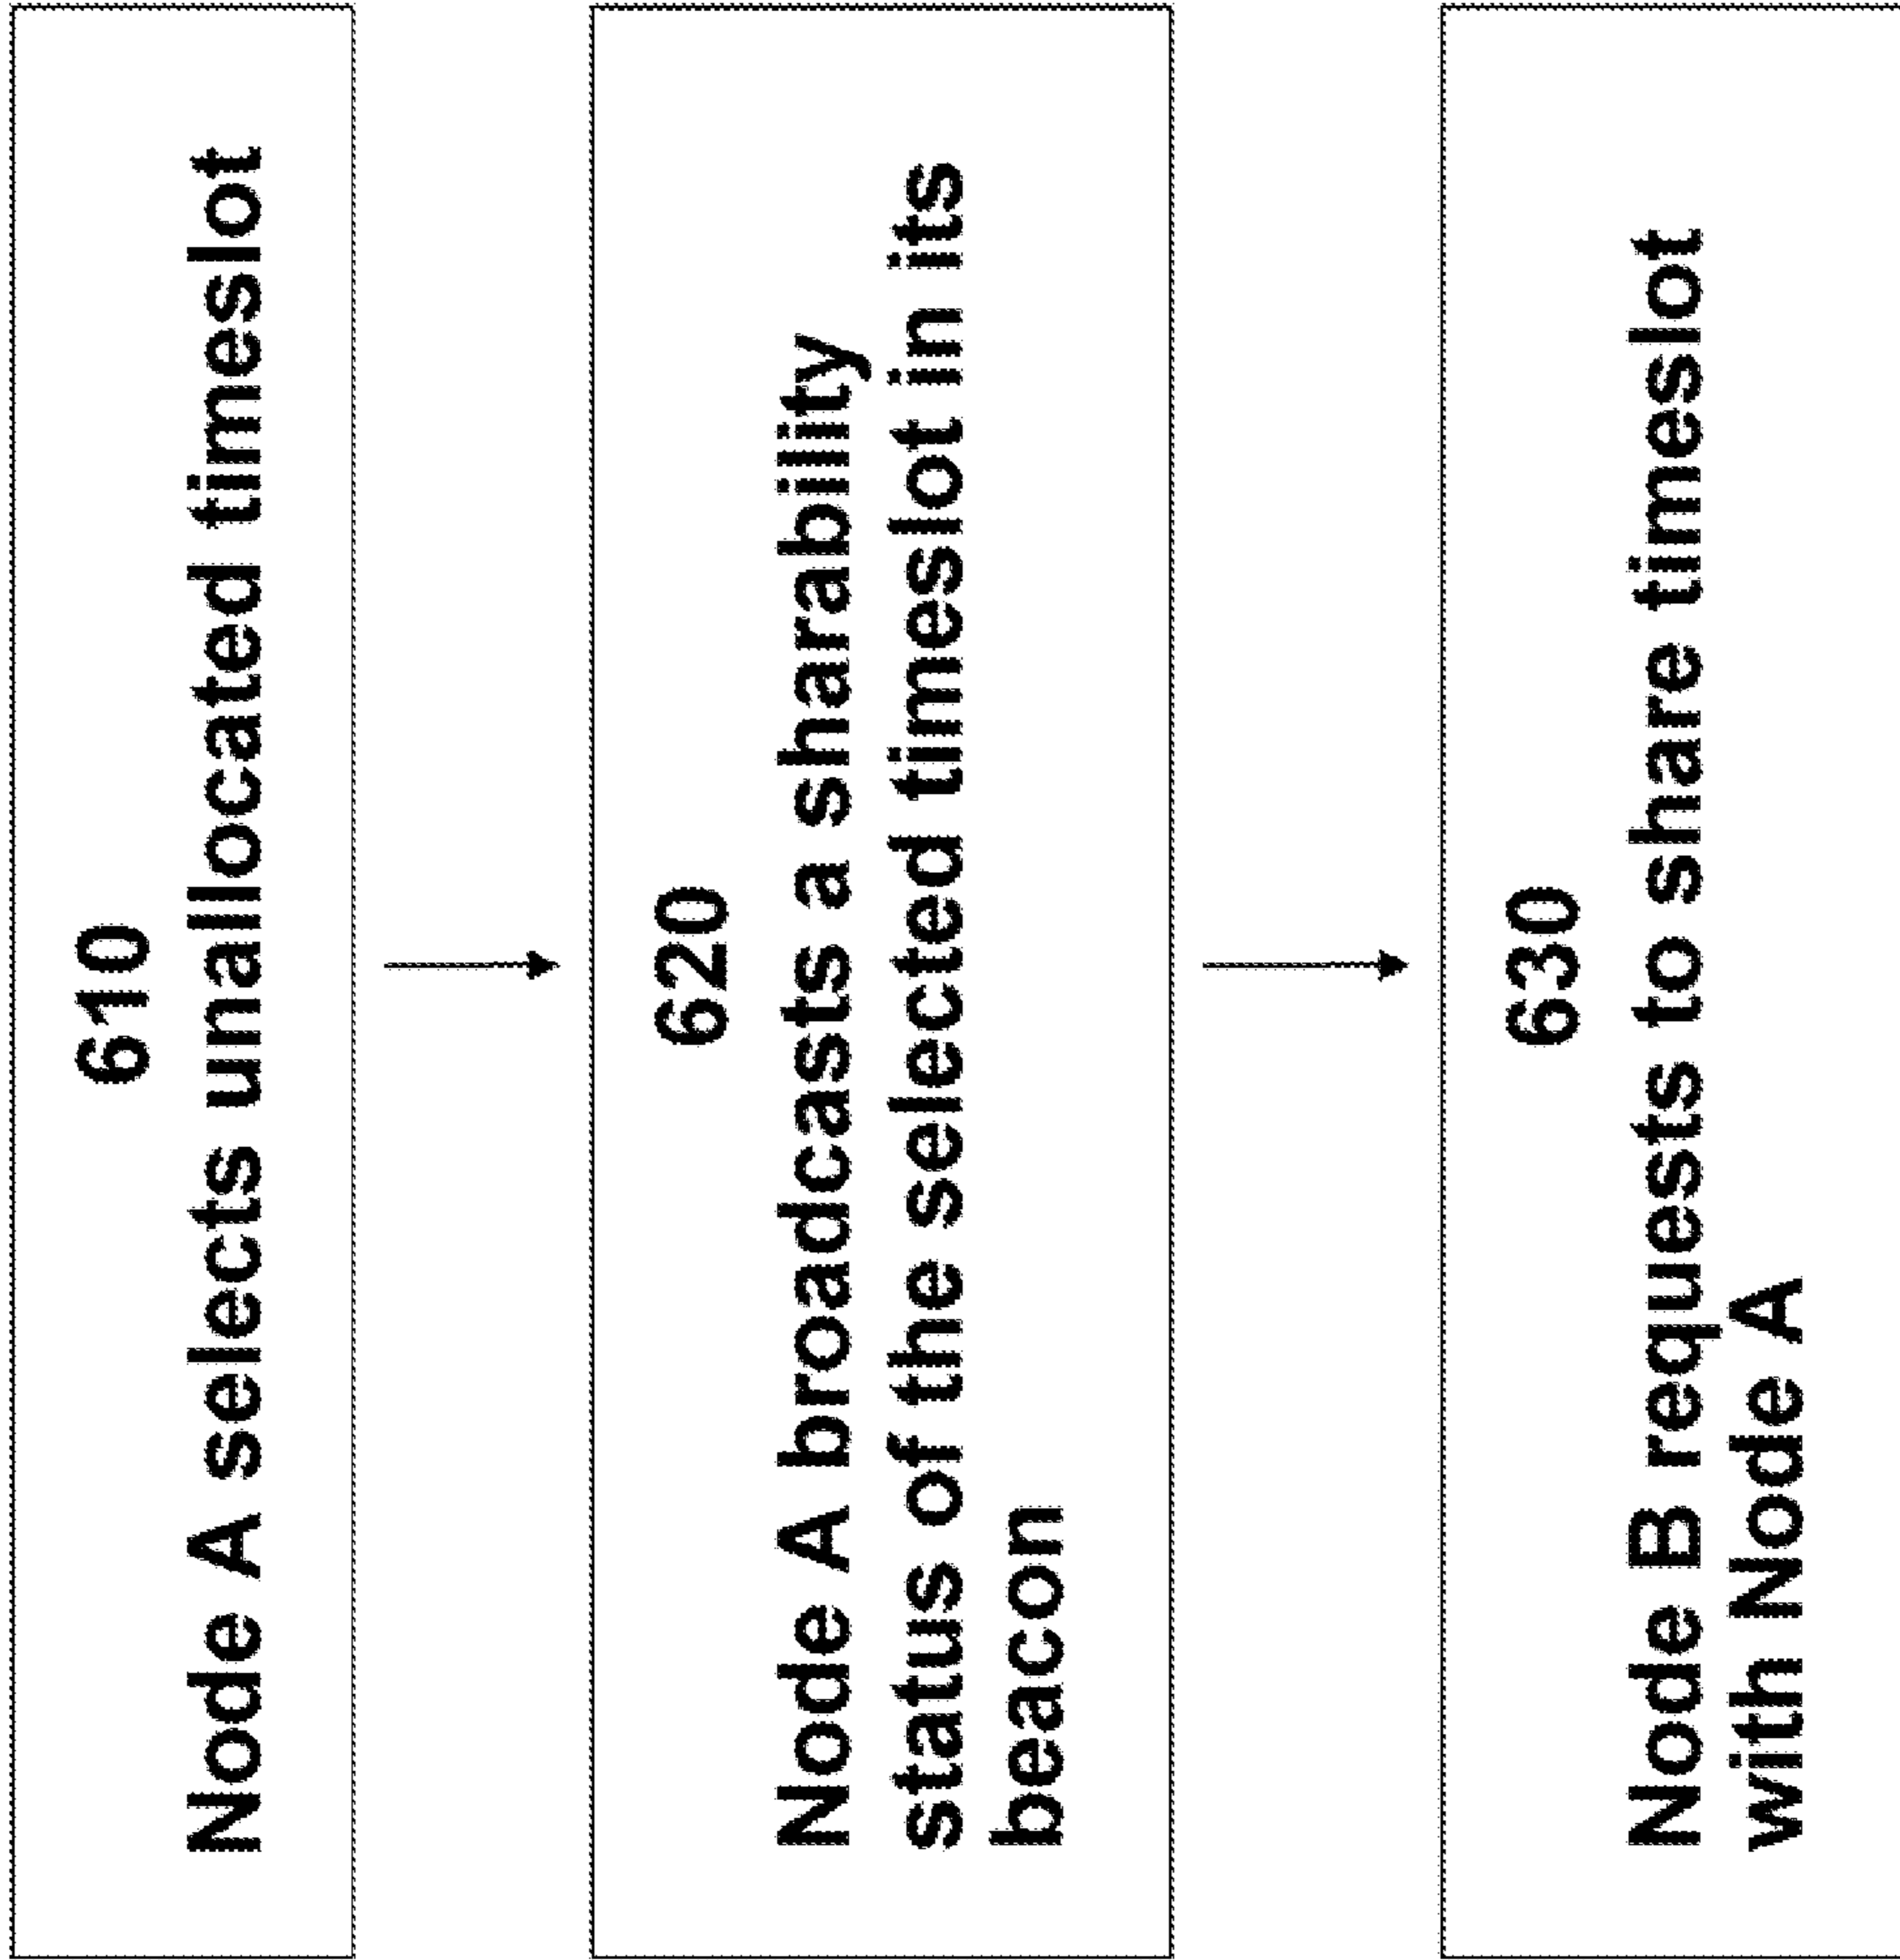 610
Node A selects unallocated timeslot
620
Node A broadcasts a sharability
status of the selected timeslot in its
beacon
630
Node B requests to share timeslot
with Node A